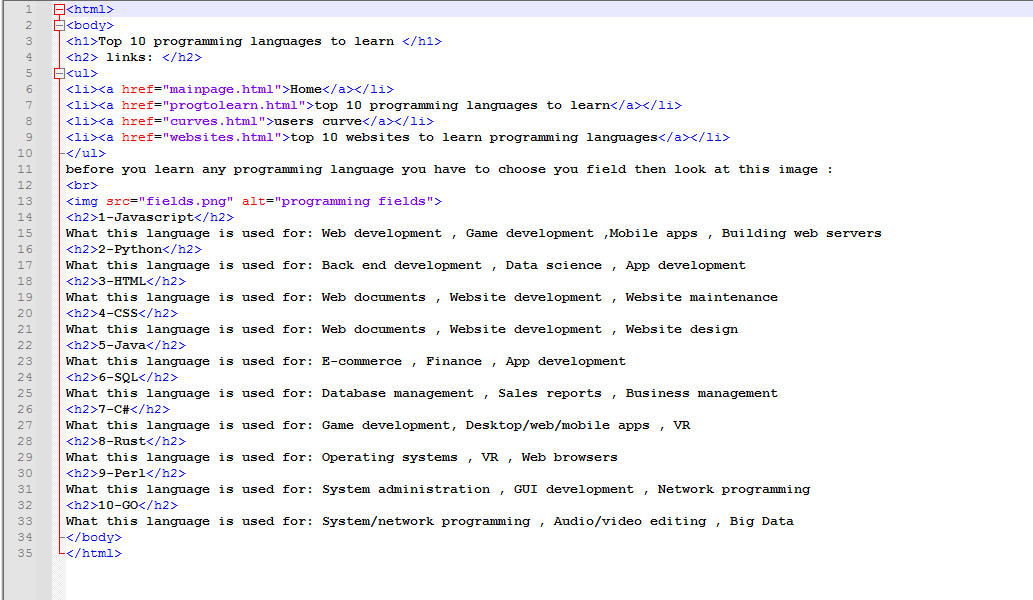 1 <html>
2 <body>
3 <h1>Top 10 programming languages to learn </h1>
4 <h2> links: </h2>
5 <ul>
6 <li><a href="mainpage.html">Home</a></li>
7 <li><a href="progtolearn.html">top 10 programming languages to learn</a></li>
8 <li><a href="curves.html">users curve</a></li>
9 <li><a href="websites.html">top 10 websites to learn programming languages</a></li>
10 </ul>
11 before you learn any programming language you have to choose you field then look at this image :
12 <br>
13 <img src="fields.png" alt="programming fields">
14 <h2>1-Javascript</h2>
15 What this language is used for: Web development , Game development ,Mobile apps , Building web servers
16 <h2>2-Python</h2>
17 What this language is used for: Back end development , Data science , App development
18 <h2>3-HTML</h2>
19 What this language is used for: Web documents , Website development , Website maintenance
20 <h2>4-CSS</h2>
21 What this language is used for: Web documents , Website development , Website design
22 <h2>5-Java</h2>
23 What this language is used for: E-commerce , Finance , App development
24 <h2>6-SQL</h2>
25 What this language is used for: Database management , Sales reports , Business management
26 <h2>7-C#</h2>
27 What this language is used for: Game development, Desktop/web/mobile apps , VR
28 <h2>8-Rust</h2>
29 What this language is used for: Operating systems , VR , Web browsers
30 <h2>9-Perl</h2>
31 What this language is used for: System administration , GUI development , Network programming
32 <h2>10-GO</h2>
33 What this language is used for: System/network programming , Audio/video editing , Big Data
34 </body>
35 </html>